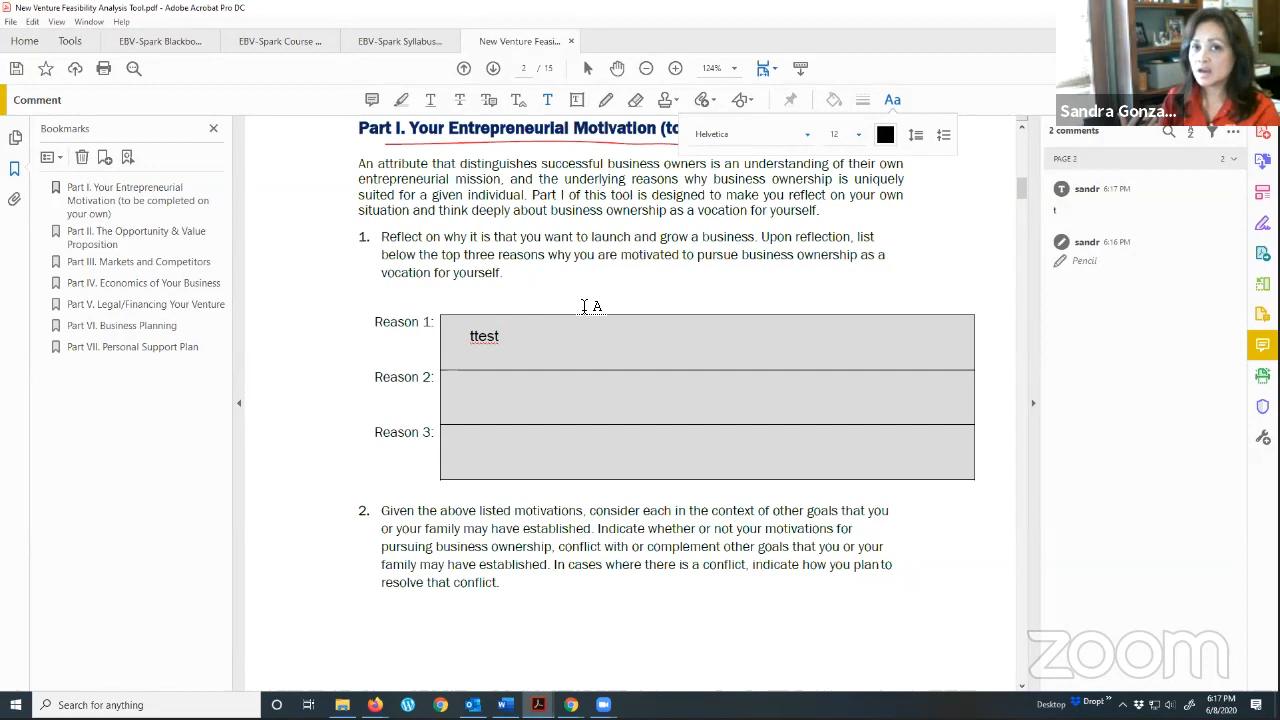 New Venture Feasibility Analysis Tool.pdf - Adobe Acrobat Pro DC
File Edit View Window Help
Home Tools EBV-Spark Blackbo... EBV-Spark Course ... EBV-Spark Syllabus... New Venture Feasi... ×
2 / 15 124%
Comment Aa
Helvetica 12
Bookmarks
Part I. Your Entrepreneurial
Motivation (to be completed on
your own)
Part II. The Opportunity & Value
Proposition
Part III. Markets and Competitors
Part IV. Economics of Your Business
Part V. Legal/Financing Your Venture
Part VI. Business Planning
Part VII. Personal Support Plan
Part I. Your Entrepreneurial Motivation (to
An attribute that distinguishes successful business owners is an understanding of their own
entrepreneurial mission, and the underlying reasons why business ownership is uniquely
suited for a given individual. Part I of this tool is designed to make you reflect on your own
situation and think deeply about business ownership as a vocation for yourself.
1. Reflect on why it is that you want to launch and grow a business. Upon reflection, list
below the top three reasons why you are motivated to pursue business ownership as a
vocation for yourself.
A
Reason 1: ttest
Reason 2:
Reason 3:
2. Given the above listed motivations, consider each in the context of other goals that you
or your family may have established. Indicate whether or not your motivations for
pursuing business ownership, conflict with or complement other goals that you or your
family may have established. In cases where there is a conflict, indicate how you plan to
resolve that conflict.
Sandra Gonza...
2 comments
PAGE 2 2
T sandr 6:17 PM
t
sandr 6:16 PM
Pencil
zoom
Search for anything
Desktop Dropb »
6:17 PM
6/8/2020